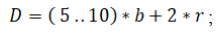 D = ( 5 . . 10) * b + 2 * r ;